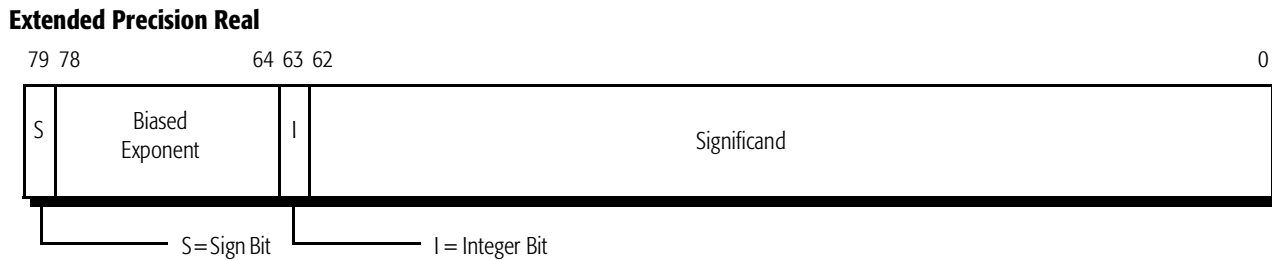 Extended Precision Real
79 78 64 63 62 0
S Biased Exponent I Significand
S=Sign Bit I = Integer Bit